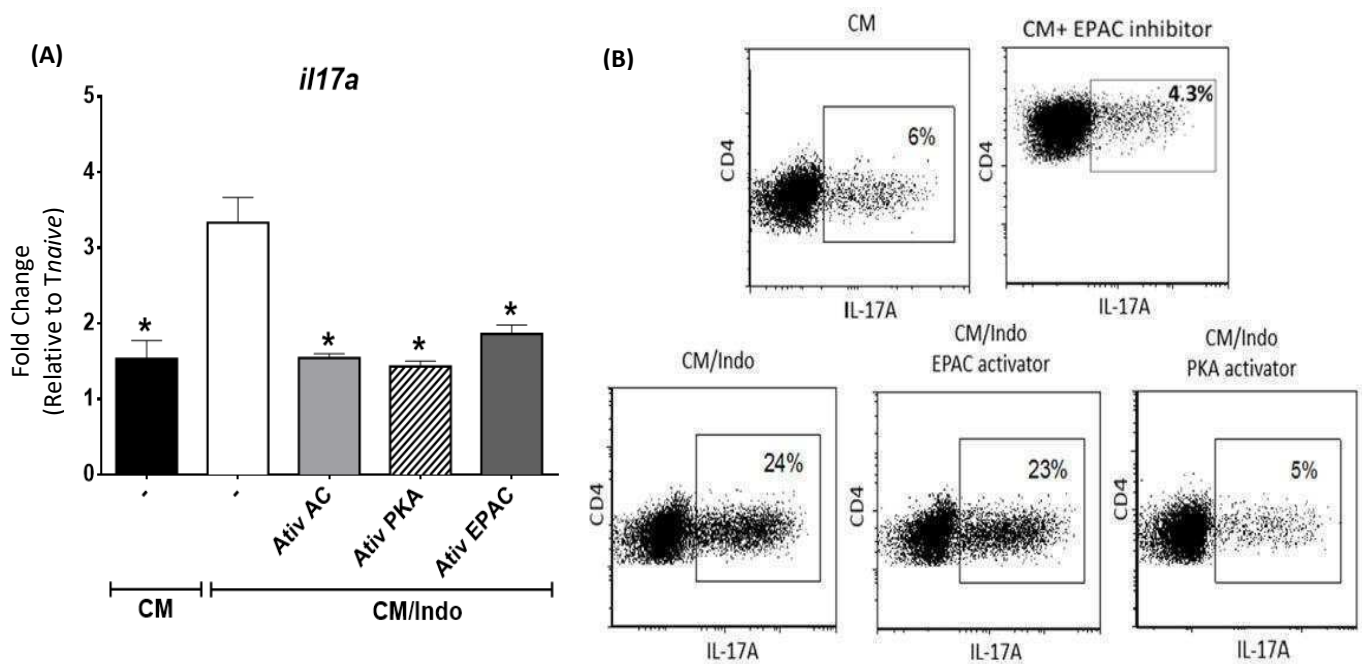 (A)
il17a
Fold Change
(Relative to Tnaive)
5
4
3
2
1
0
*
*
*
*
-
-
Ativ AC
Ativ PKA
Ativ EPAC
CM
CM/Indo
(B)
CM
CD4
6%
IL-17A
CM+ EPAC inhibitor
CD4
4.3%
IL-17A
CM/Indo
CD4
24%
IL-17A
CM/Indo
EPAC activator
CD4
23%
IL-17A
CM/Indo
PKA activator
CD4
5%
IL-17A